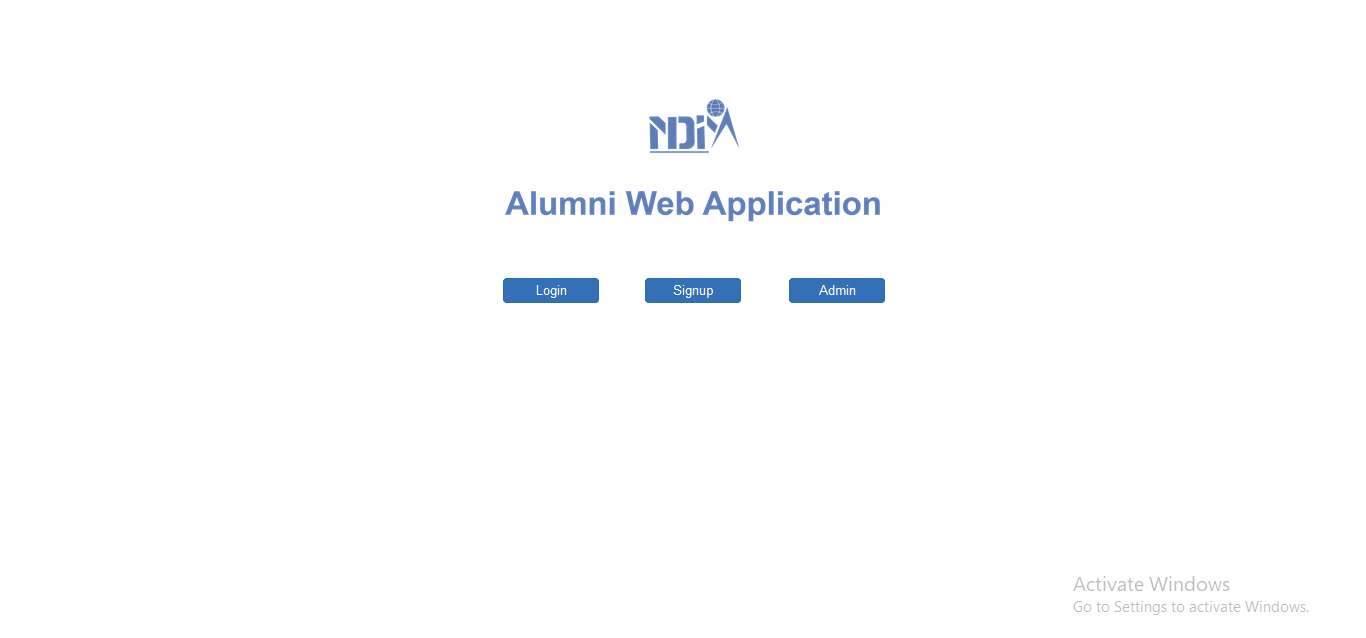 NDiM
Alumni Web Application
Login Signup Admin
Activate Windows
Go to Settings to activate Windows.